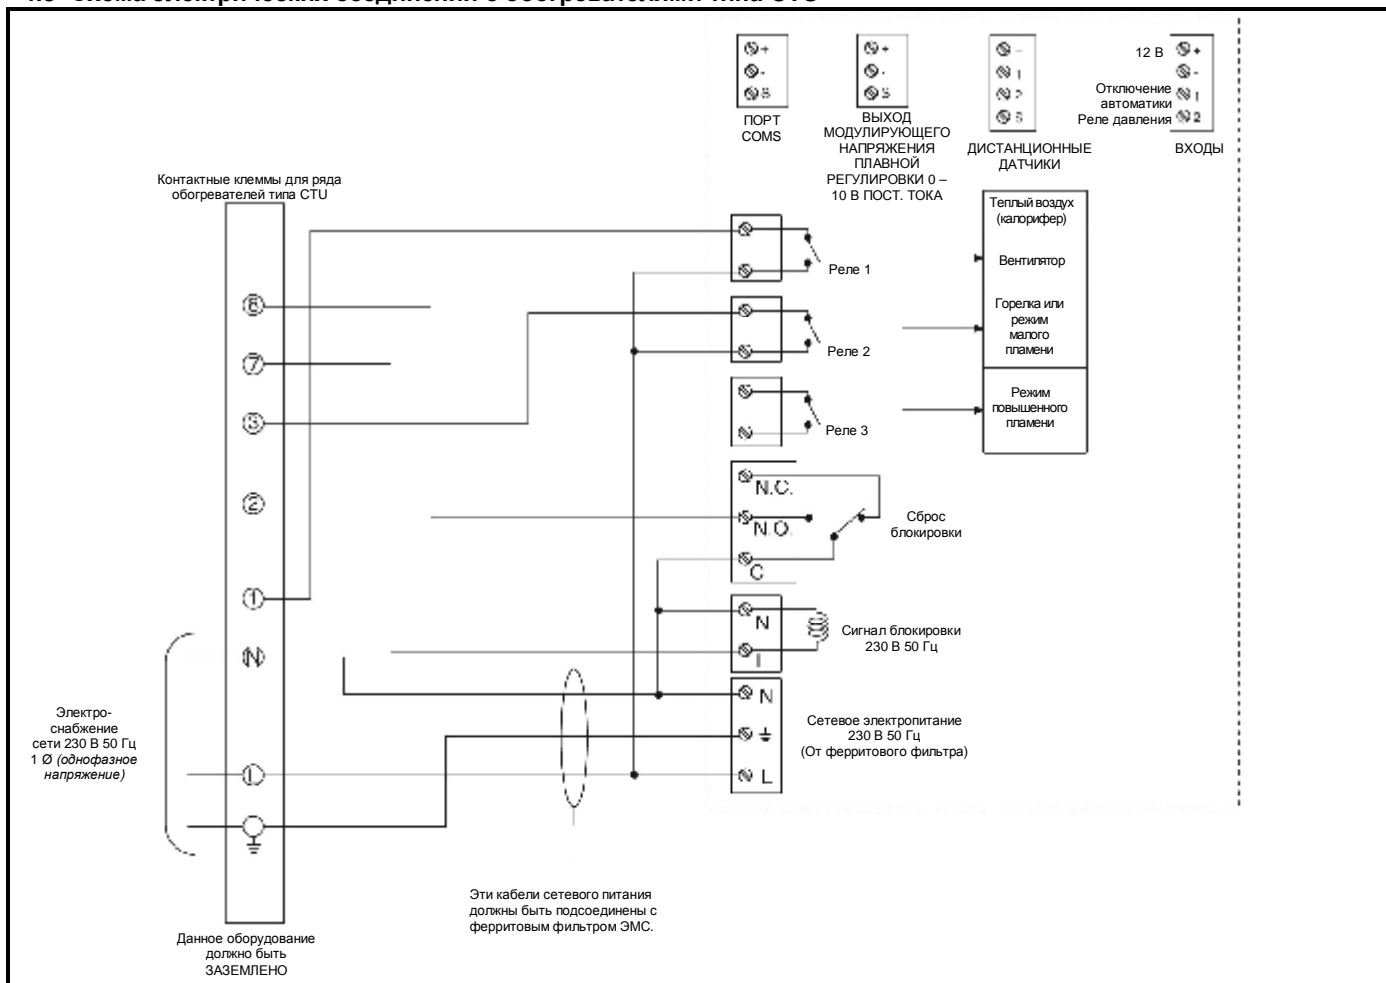 12 В
Отключение
автоматики
Реле давления
ПОРТ
COMS
ВЫХОД
МОДУЛИРУЮЩЕГО
НАПРЯЖЕНИЯ
ПЛАВНОЙ
РЕГУЛИРОВКИ 0 –
10 В ПОСТ. ТОКА
ДИСТАНЦИОННЫЕ
ДАТЧИКИ
ВХОДЫ
Контактные клеммы для ряда
обогревателей типа CTU
Теплый воздух
(калорифер)
Вентилятор
Горелка или
режим
малого
пламени
Режим
повышенного
пламени
Реле 1
Реле 2
Реле 3
7
2
1
N
L
N.C.
N.O.
C
Сброс
блокировки
N
Сигнал блокировки
230 В 50 Гц
N
L
Сетевое электропитание
230 В 50 Гц
(От ферритового фильтра)
Электро-
снабжение
сети 230 В 50 Гц
1 Ø (однофазное
напряжение)
Эти кабели сетевого питания
должны быть подсоединены с
ферритовым фильтром ЭМС.
Данное оборудование
должно быть
ЗАЗЕМЛЕНО